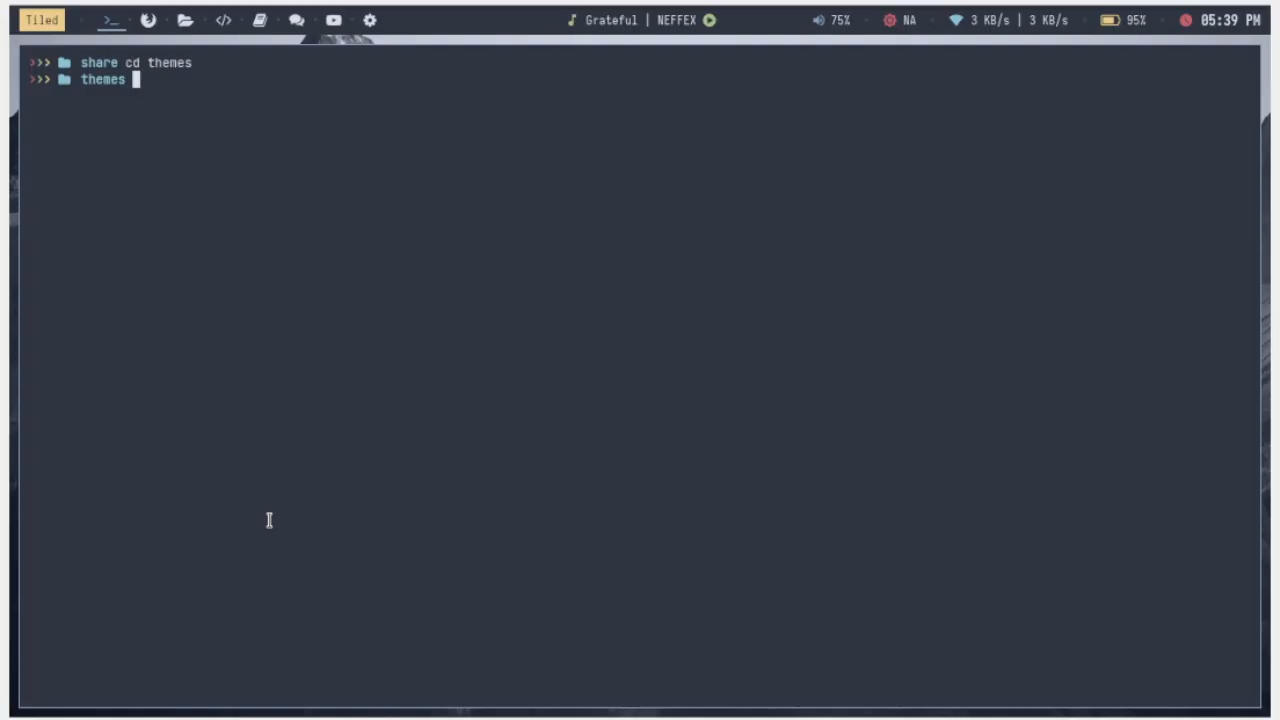 Tiled >_ </> Grateful | NEFFEX 75% NA 3 KB/s | 3 KB/s 95% 05:39 PM
>>> share cd themes
>>> themes